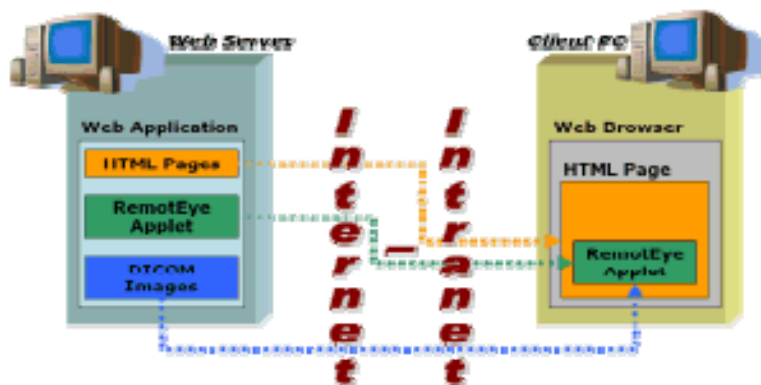 Web Server
Client PC
Web Application
Web Browser
HTML Pages
HTML Page
RemotEye
Applet
DICOM
Images
Internet
–
Intranet
RemotEye
Applet